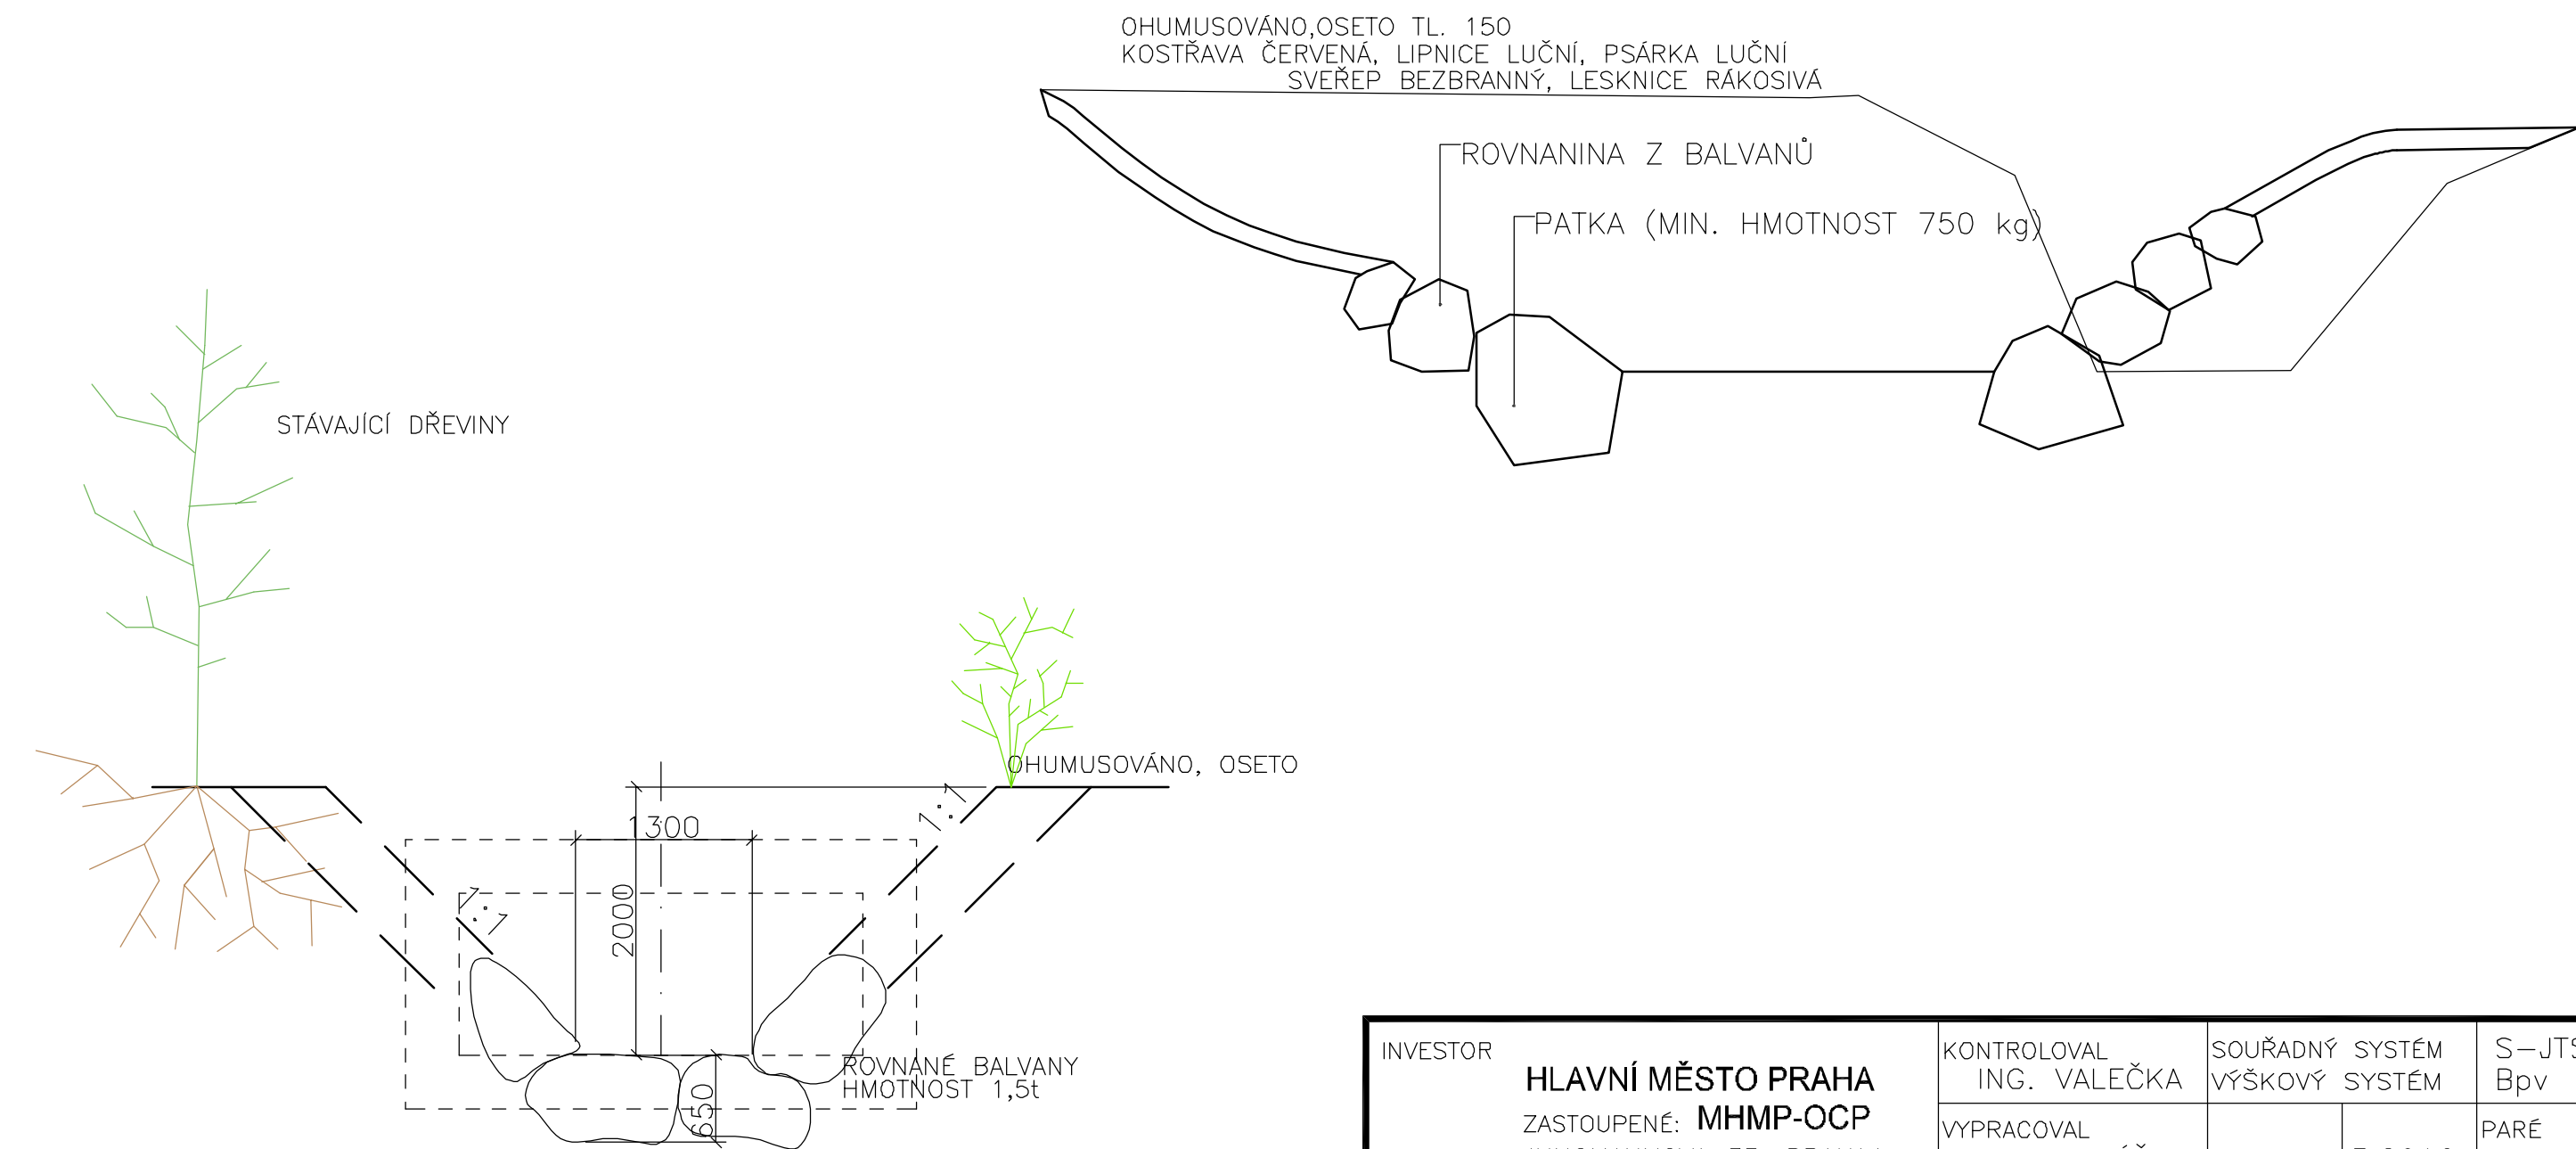 OHUMUSOVÁNO,OSETO TL. 150
KOSTŘAVA ČERVENÁ, LIPNICE LUČNÍ, PSÁRKA LUČNÍ
SVEŘEP BEZBRANNÝ, LESKNICE RÁKOSIVÁ
ROVNANINA Z BALVANŮ
PATKA (MIN. HMOTNOST 750 kg)
STÁVAJÍCÍ DŘEVINY
OHUMUSOVÁNO, OSETO
1:1
1300
2000
1:1
ROVNANÉ BALVANY
HMOTNOST 1,5t
650
INVESTOR
HLAVNÍ MĚSTO PRAHA
ZASTOUPENÉ: MHMP-OCP
KONTROLOVAL
ING. VALEČKA
SOUŘADNÝ SYSTÉM
VÝŠKOVÝ SYSTÉM
Bpv
VYPRACOVAL
PARÉ